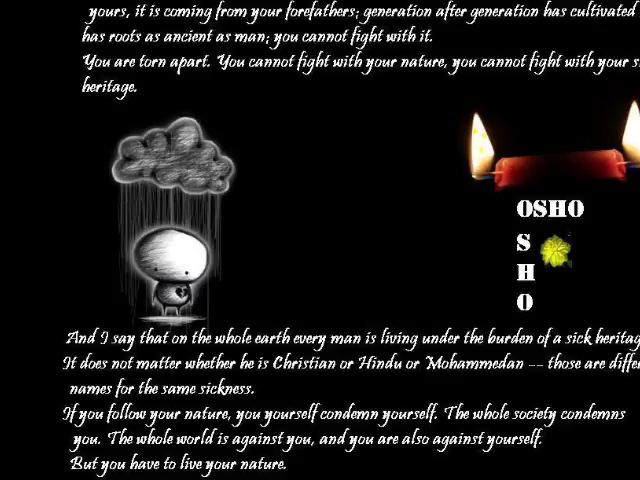 yours, it is coming from your forefathers; generation after generation has cultivated
has roots as ancient as man; you cannot fight with it.
You are torn apart. You cannot fight with your nature, you cannot fight with your s
heritage.
OSHO
S
H
O
And I say that on the whole earth every man is living under the burden of a sick heritag
It does not matter whether he is Christian or Hindu or Mohammedan -- those are diffe
names for the same sickness.
If you follow your nature, you yourself condemn yourself. The whole society condemns
you. The whole world is against you, and you are also against yourself.
But you have to live your nature.